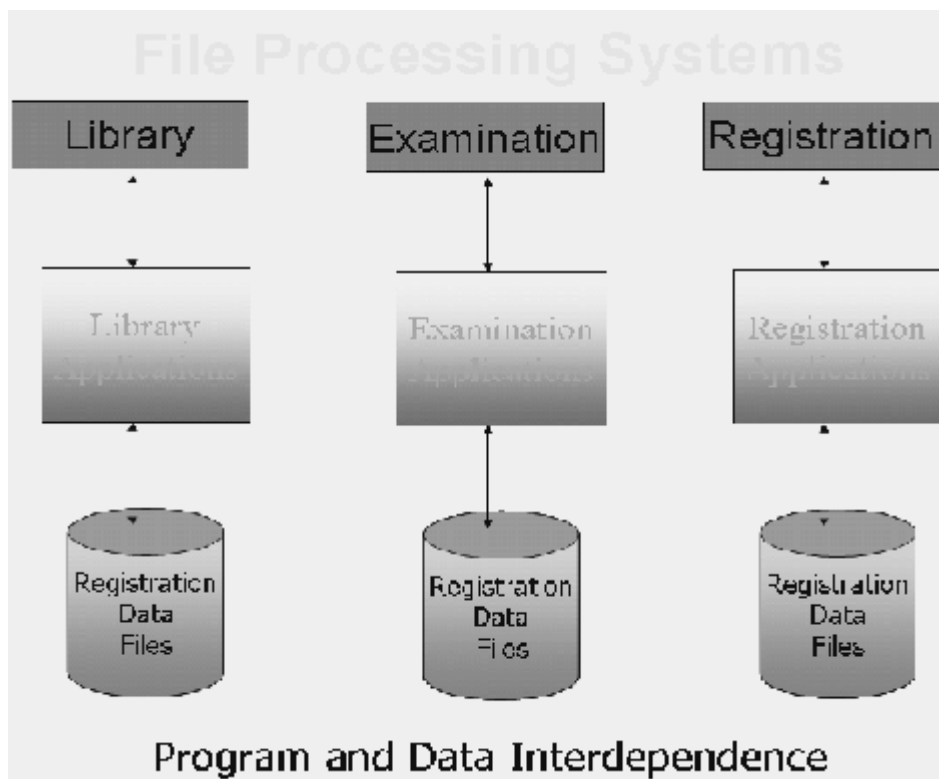 File Processing Systems
Library
Examination
Registration
Library
Applications
Examination
Applications
Registration
Applications
Registration
Data
Files
Registration
Data
Files
Registration
Data
Files
Program and Data Interdependence